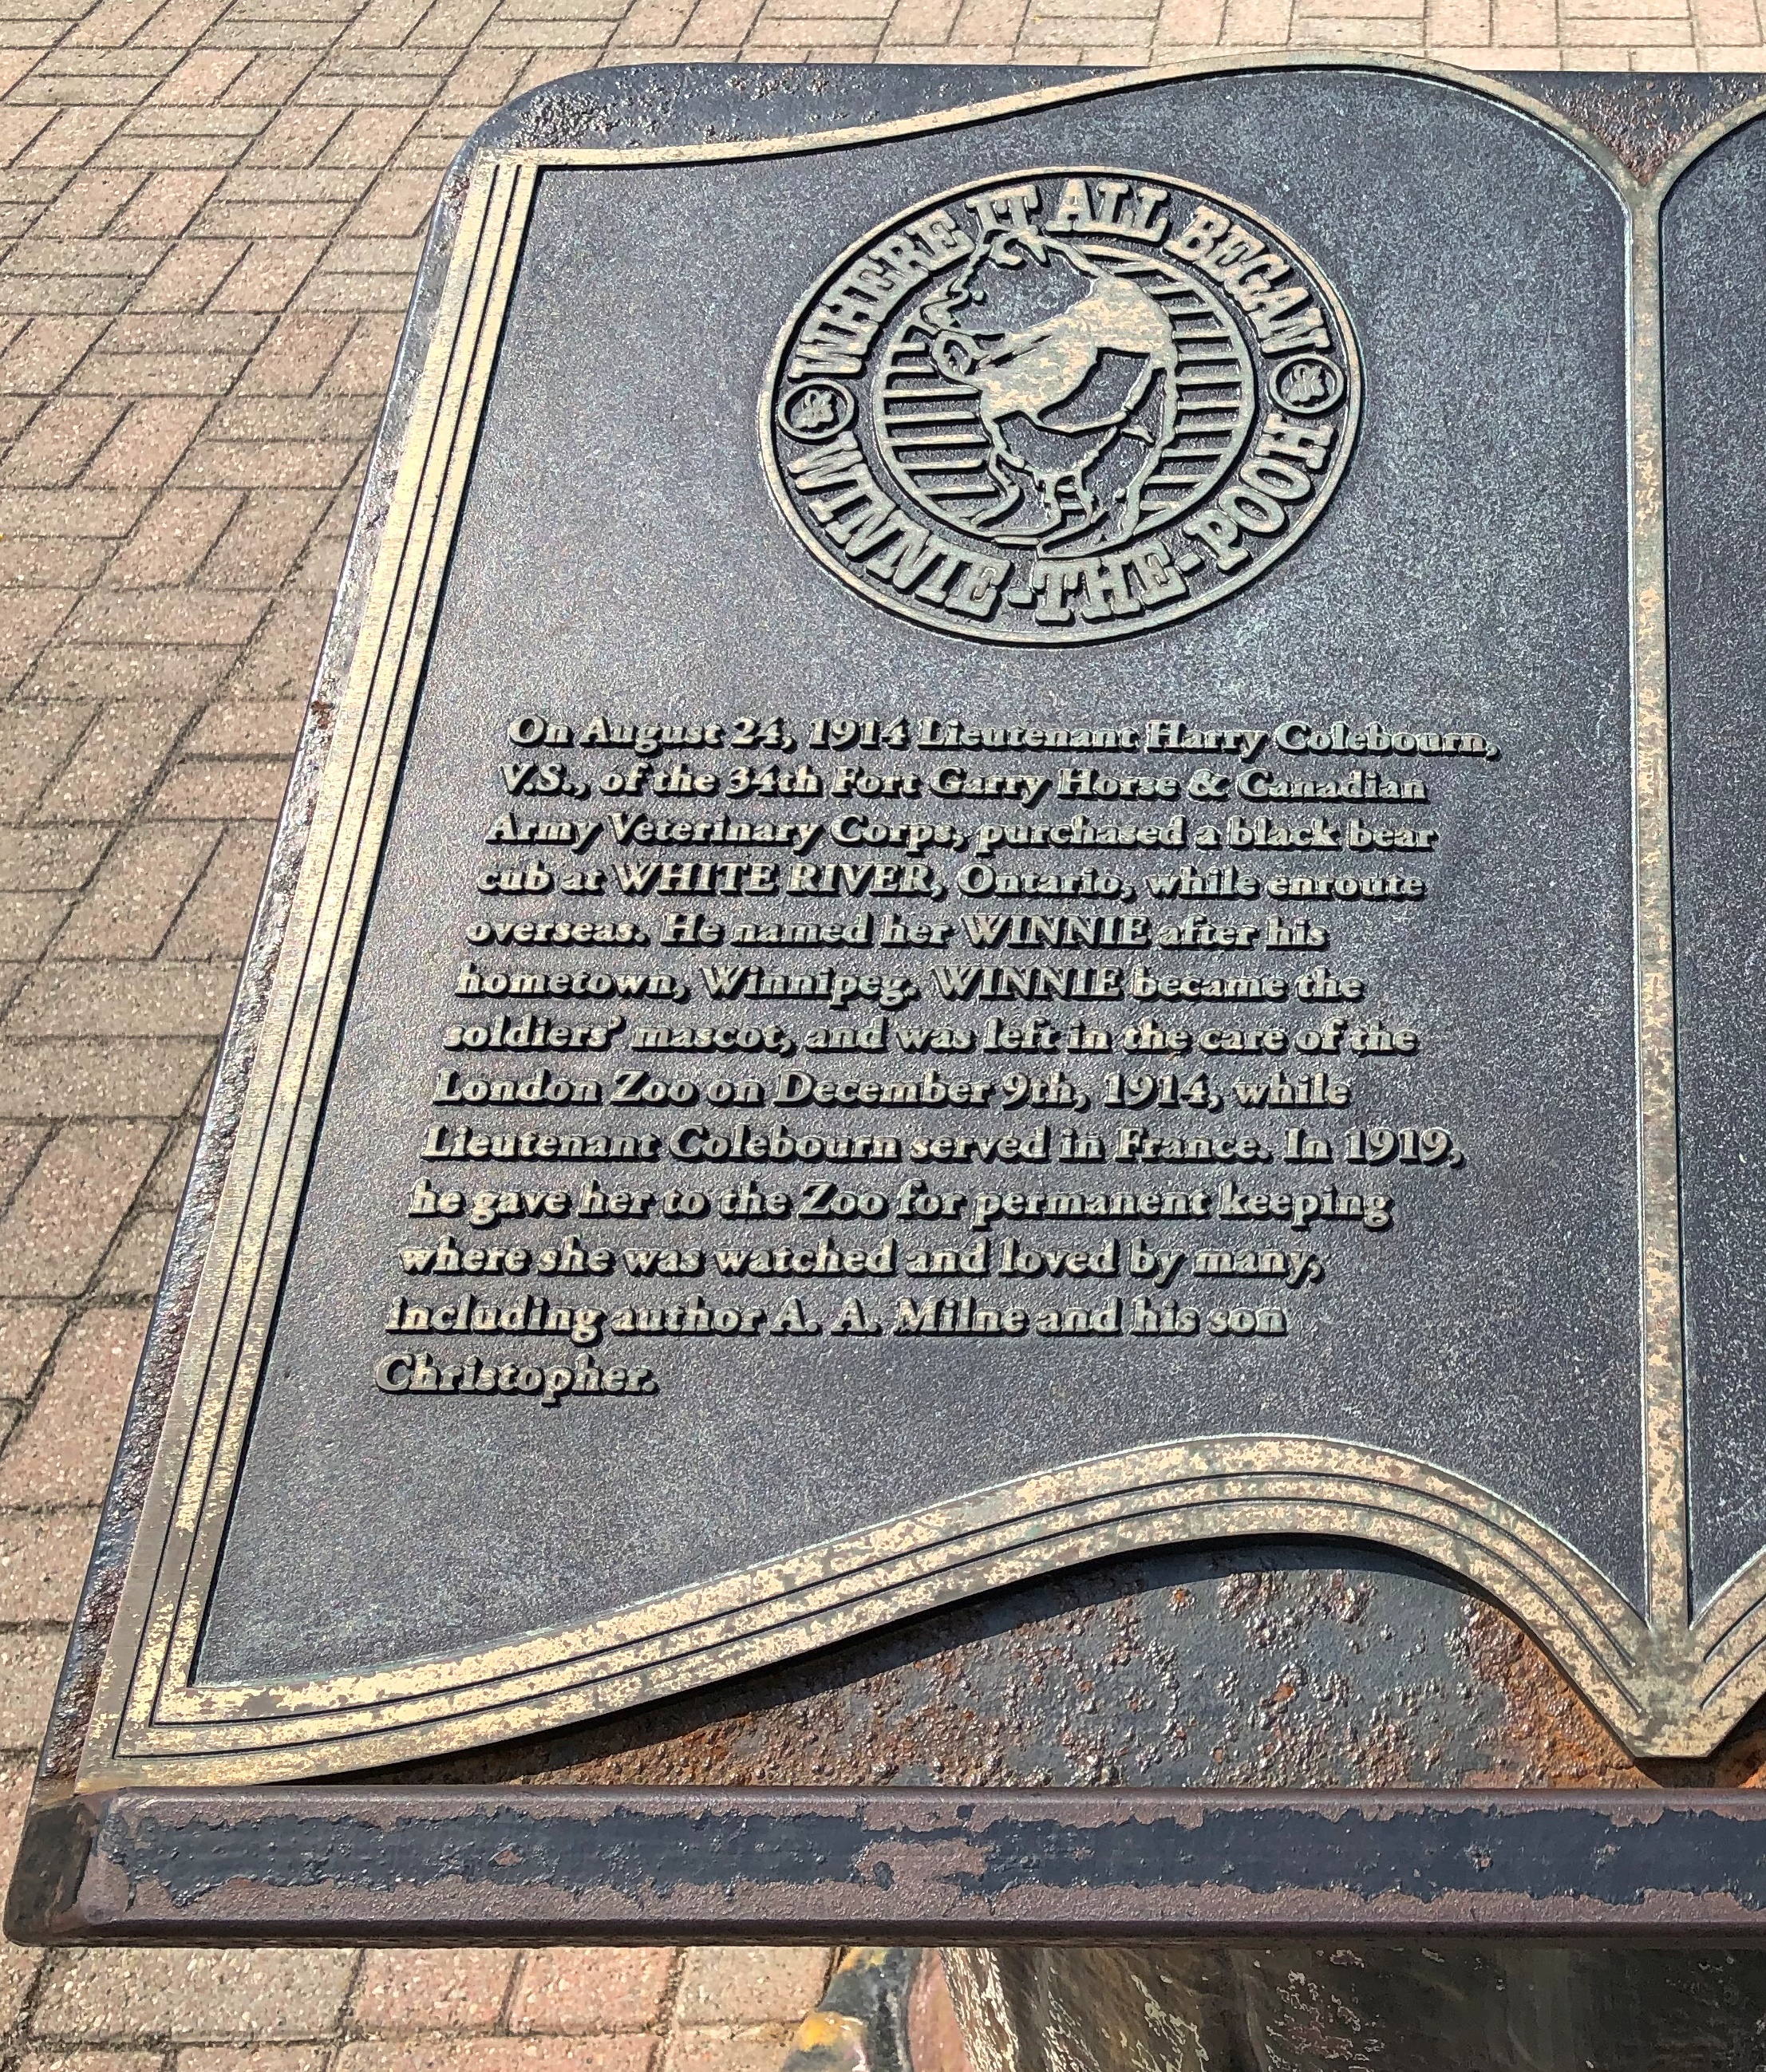 WHERE IT ALL BEGAN
WINNIE-THE-POOH
On August 24, 1914 Lieutenant Harry Colebourn,
V.S., of the 34th Fort Garry Horse & Canadian
Army Veterinary Corps, purchased a black bear
cub at WHITE RIVER, Ontario, while enroute
overseas. He named her WINNIE after his
hometown, Winnipeg. WINNIE became the
soldiers' mascot, and was left in the care of the
London Zoo on December 9th, 1914, while
Lieutenant Colebourn served in France. In 1919,
he gave her to the Zoo for permanent keeping
where she was watched and loved by many,
including author A. A. Milne and his son
Christopher.